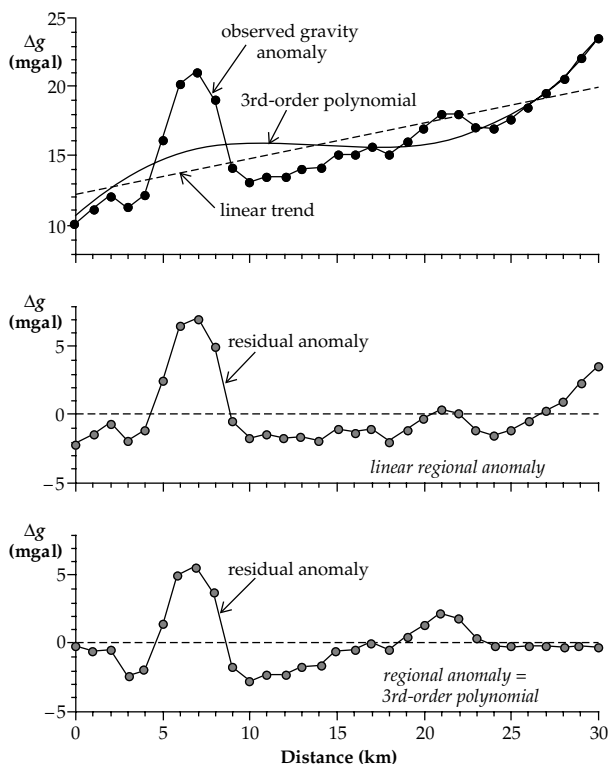 Δg
(mgal)
25
20
15
10
observed gravity
anomaly
3rd-order polynomial
linear trend
Δg
(mgal)
5
0
–5
residual anomaly
linear regional anomaly
Δg
(mgal)
5
0
–5
residual anomaly
regional anomaly =
3rd-order polynomial
0 5 10 15 20 25 30
Distance (km)